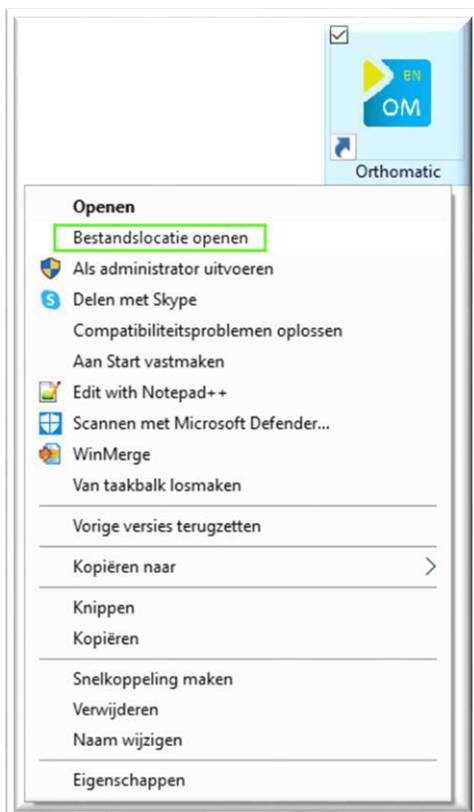 BN
OM
Orthomatic
Openen
Bestandslocatie openen
Als administrator uitvoeren
Delen met Skype
Compatibiliteitsproblemen oplossen
Aan Start vastmaken
Edit with Notepad++
Scannen met Microsoft Defender...
WinMerge
Van taakbalk losmaken
Vorige versies terugzetten
Kopiëren naar
Knippen
Kopiëren
Snelkoppeling maken
Verwijderen
Naam wijzigen
Eigenschappen